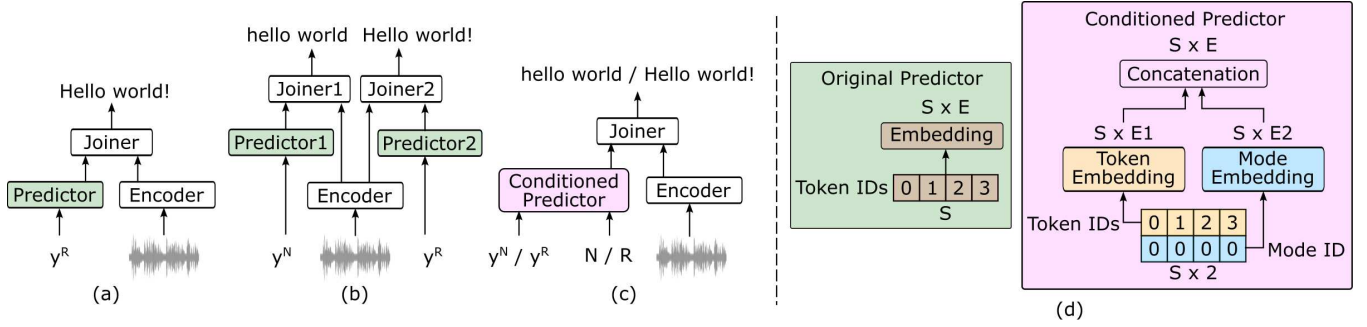 Hello world!
Joiner
Predictor
Encoder
y^R
(a)
hello world
Hello world!
Joiner1
Joiner2
Predictor1
Predictor2
Encoder
y^N
y^R
(b)
hello world / Hello world!
Joiner
Conditioned
Predictor
Encoder
y^N / y^R
N / R
(c)
Original Predictor
S x E
Embedding
Token IDs
0 1 2 3
S
Conditioned Predictor
S x E
Concatenation
S x E1
S x E2
Token
Embedding
Mode
Embedding
Token IDs
0 1 2 3
0 0 0 0
Mode ID
S x 2
(d)